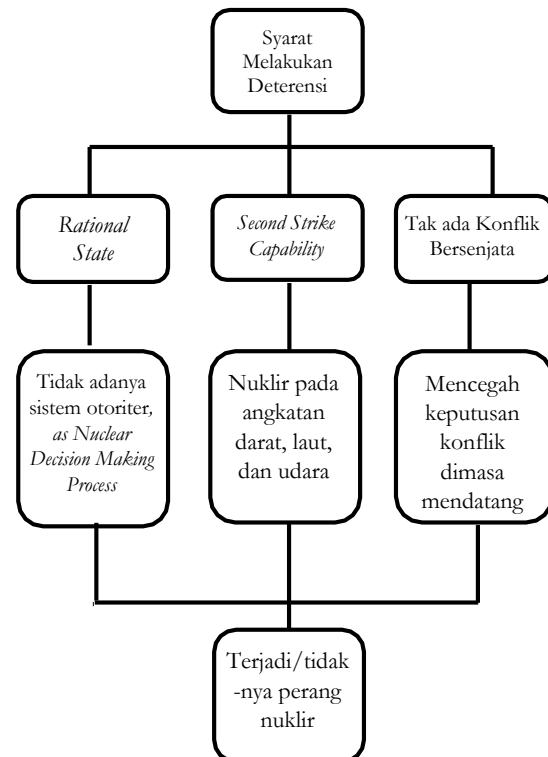 Syarat
Melakukan
Deterensi
Rational
State
Second Strike
Capability
Tak ada Konflik
Bersenjata
Tidak adanya
sistem otoriter,
as Nuclear
Decision Making
Process
Nuklir pada
angkatan
darat, laut,
dan udara
Mencegah
keputusan
konflik
dimasa
mendatang
Terjadi/tidak
-nya perang
nuklir